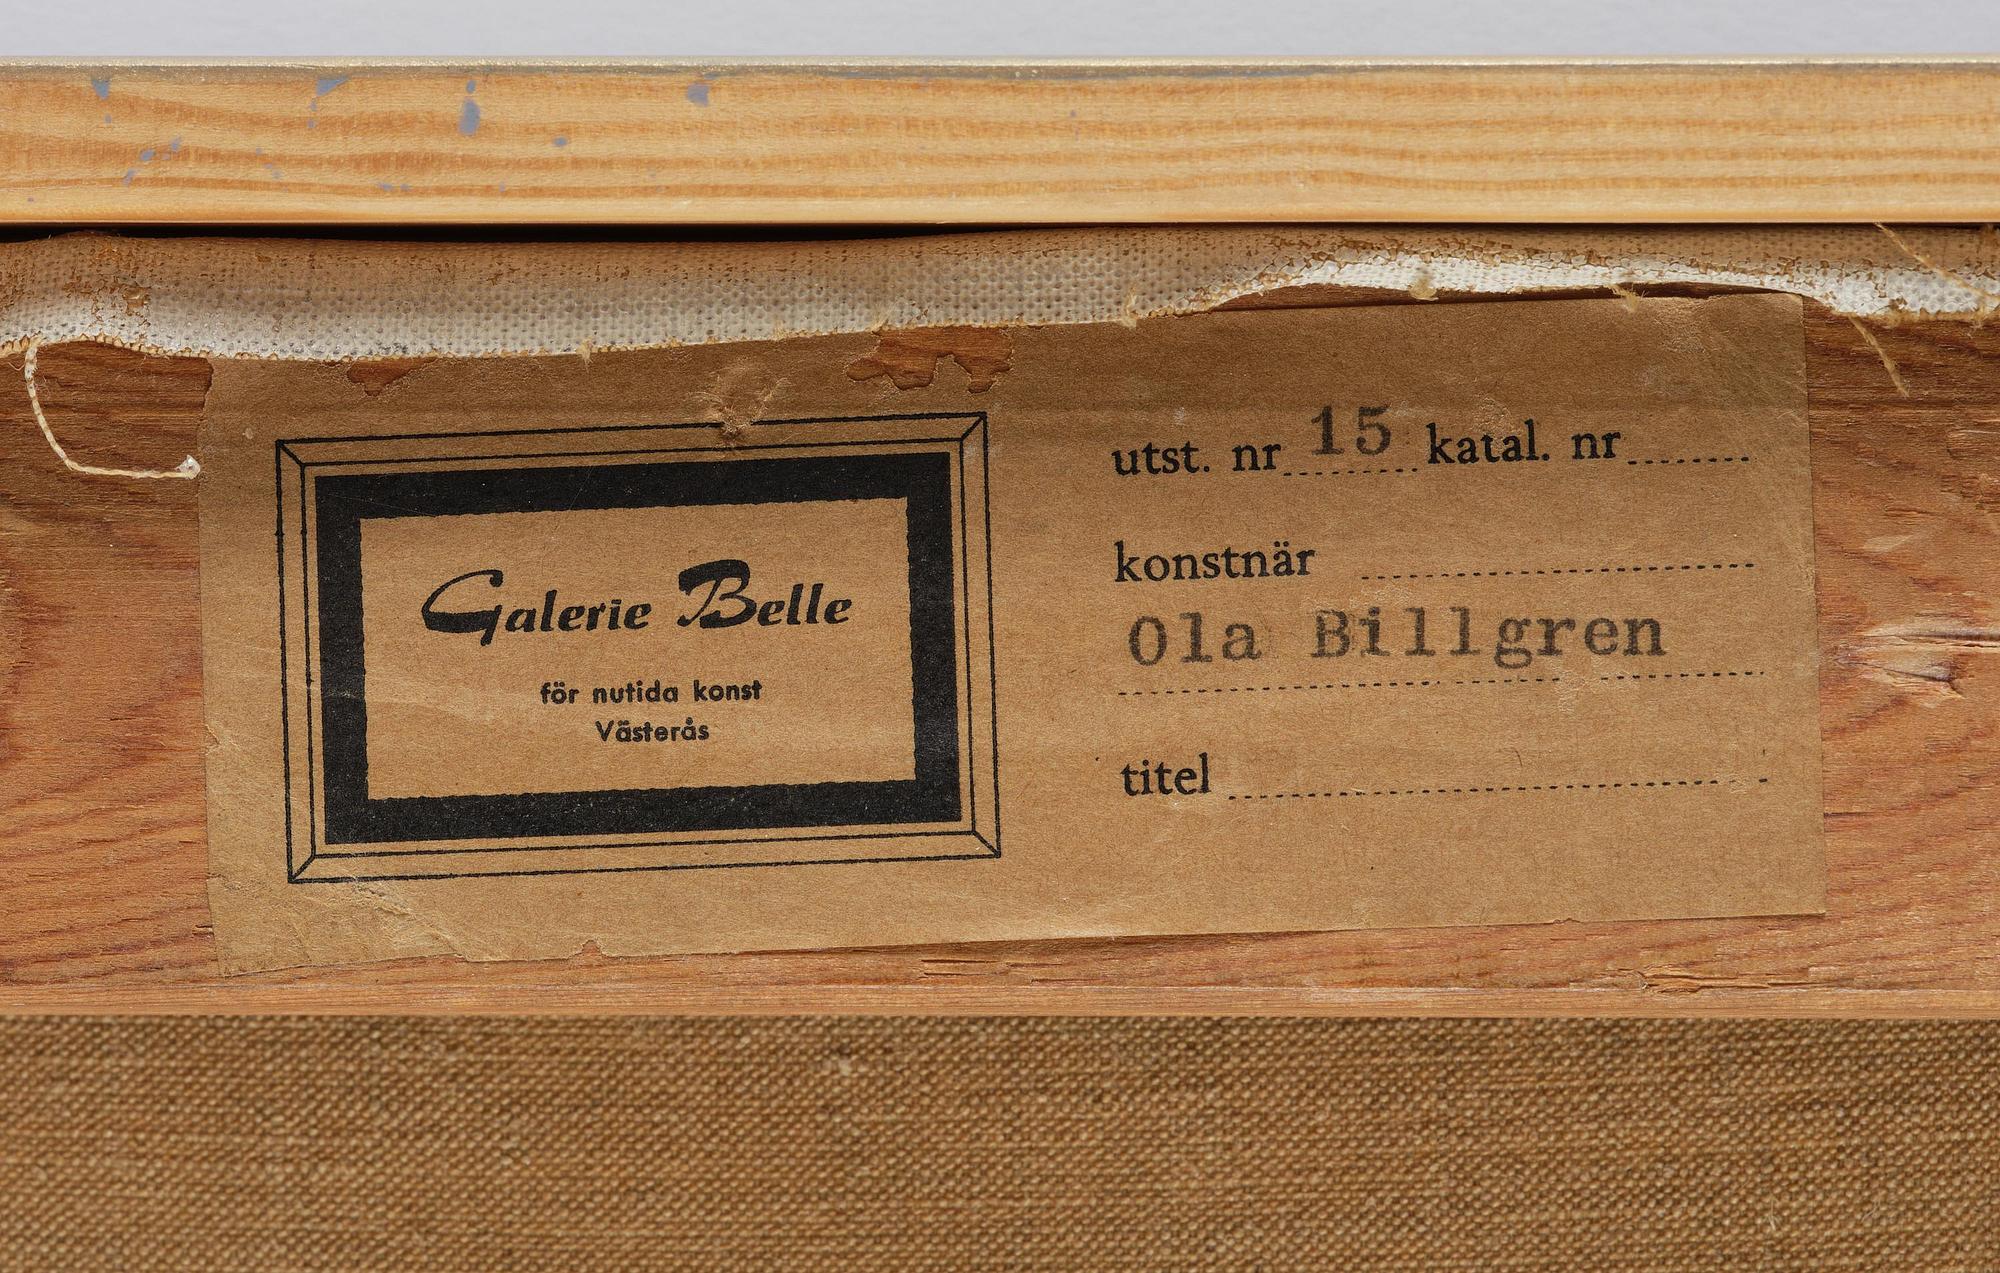 Galerie Belle
för nutida konst
Västerås
utst. nr 15 katal. nr
konstnär
Ola Billgren
titel